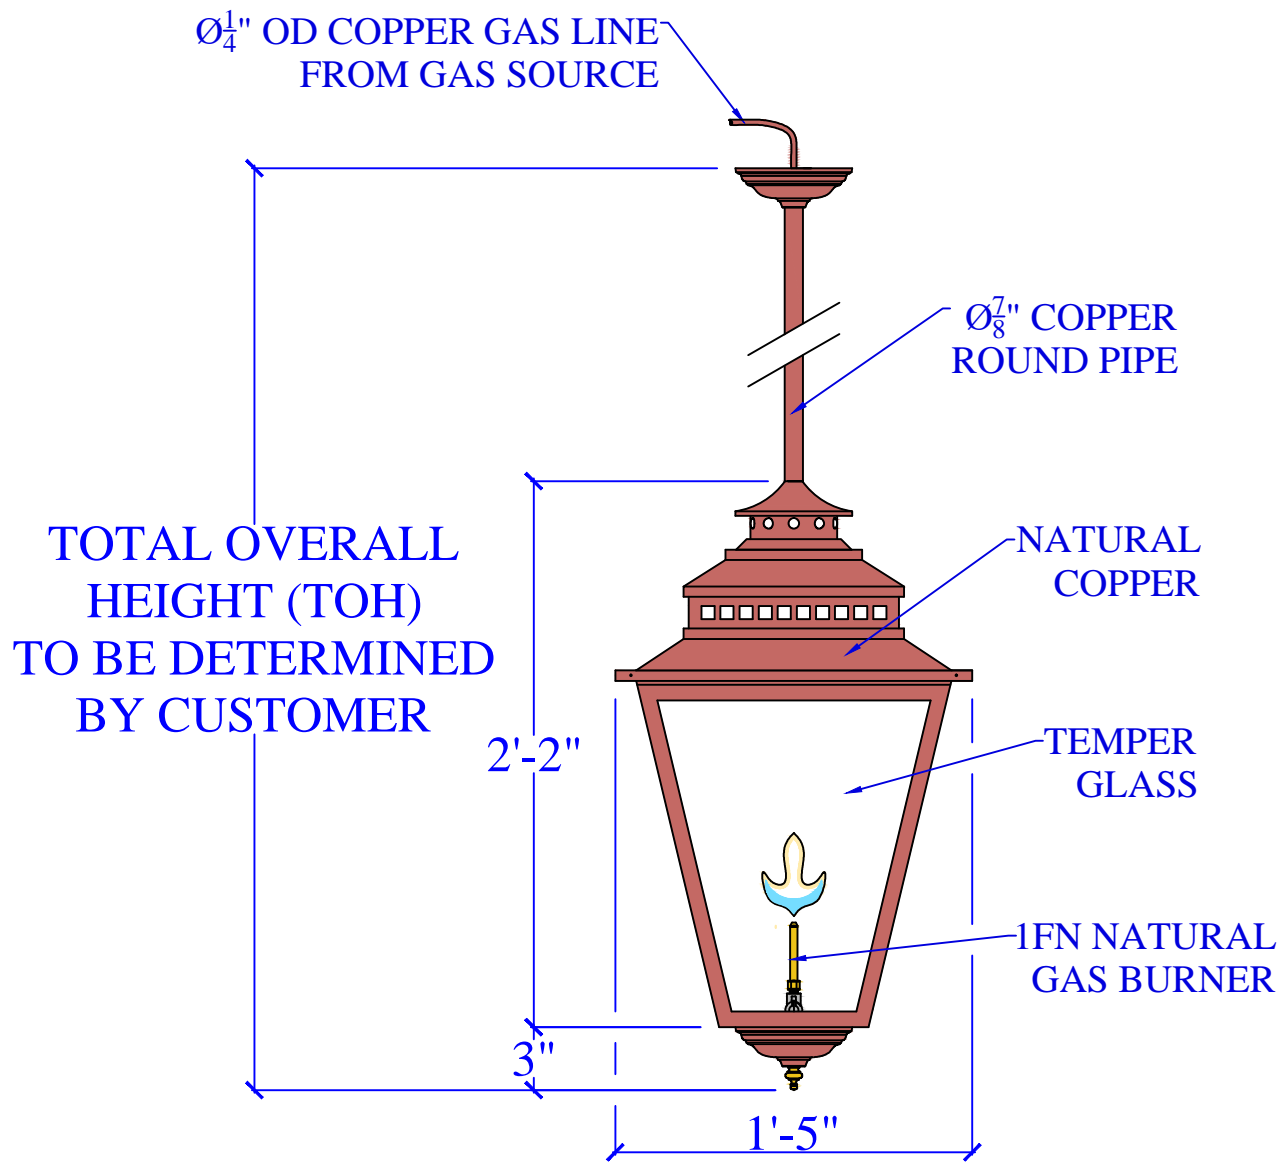 Ø1/4" OD COPPER GAS LINE
FROM GAS SOURCE
Ø7/8" COPPER
ROUND PIPE
TOTAL OVERALL
HEIGHT (TOH)
TO BE DETERMINED
BY CUSTOMER
NATURAL
COPPER
2'-2"
TEMPER
GLASS
1FN NATURAL
GAS BURNER
3"
1'-5"